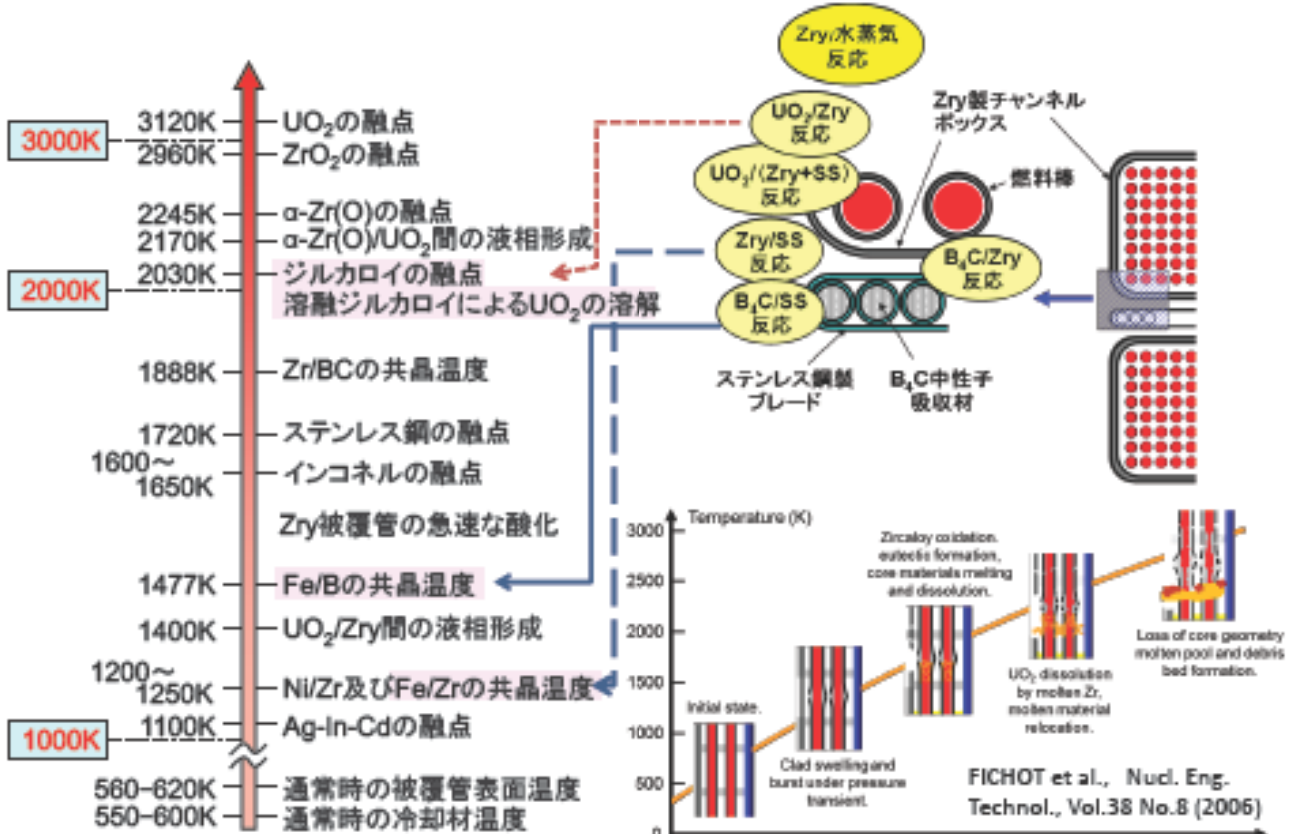 3000K
2000K
1000K
3120K UO₂の融点
2960K ZrO₂の融点
2245K α-Zr(O)の融点
2170K α-Zr(O)/UO₂間の液相形成
2030K ジルカロイの融点
溶融ジルカロイによるUO₂の溶解
1888K Zr/BCの共晶温度
1720K ステンレス鋼の融点
1600～
1650K インコネルの融点
Zry被覆管の急速な酸化
1477K Fe/Bの共晶温度
1400K UO₂/Zry間の液相形成
1200～
1250K Ni/Zr及びFe/Zrの共晶温度
1100K Ag-In-Cdの融点
560-620K 通常時の被覆管表面温度
550-600K 通常時の冷却材温度
Zry/水蒸気
反応
UO₂/Zry
反応
UO₂/(Zry+SS)
反応
Zry/SS
反応
B₄C/SS
反応
B₄C/Zry
反応
Zry製チャンネル
ボックス
燃料棒
ステンレス鋼製
ブレード
B₄C中性子
吸収材
Temperature (K)
3000
2500
2000
1500
1000
500
0
Initial state.
Clad swelling and
burst under pressure
transient.
Zircaloy oxidation.
eutectic formation,
core materials melting
and dissolution.
UO₂ dissolution
by molten Zr,
molten material
relocation.
Loss of core geometry
molten pool and debris
bed formation.
FICHOT et al., Nucl. Eng.
Technol., Vol.38 No.8 (2006)